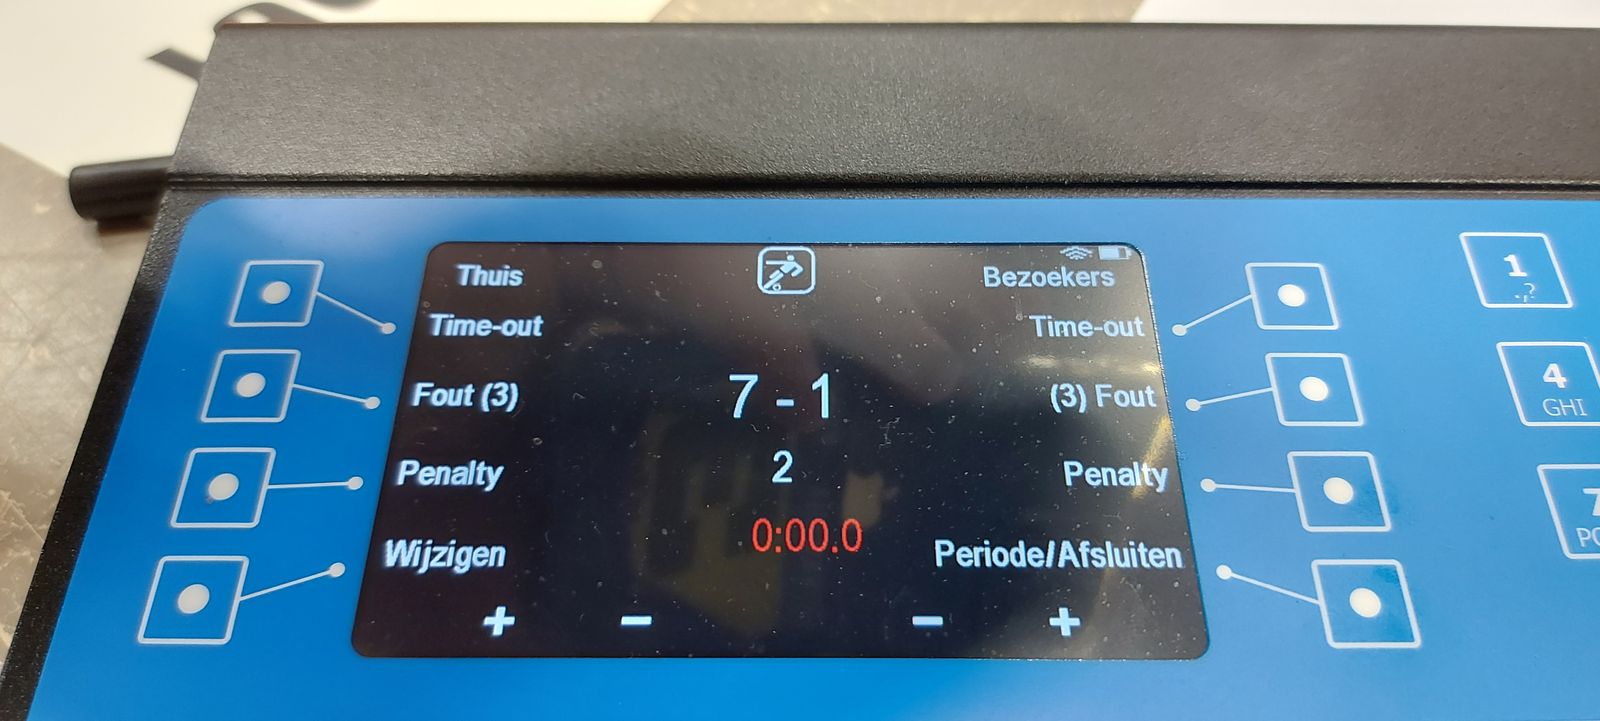 Thuis Bezoekers
Time-out Time-out
Fout (3) 7 - 1 (3) Fout
Penalty 2 Penalty
0:00.0
Wijzigen Periode/Afsluiten
+ - - +
1
.,?
4
GHI
7